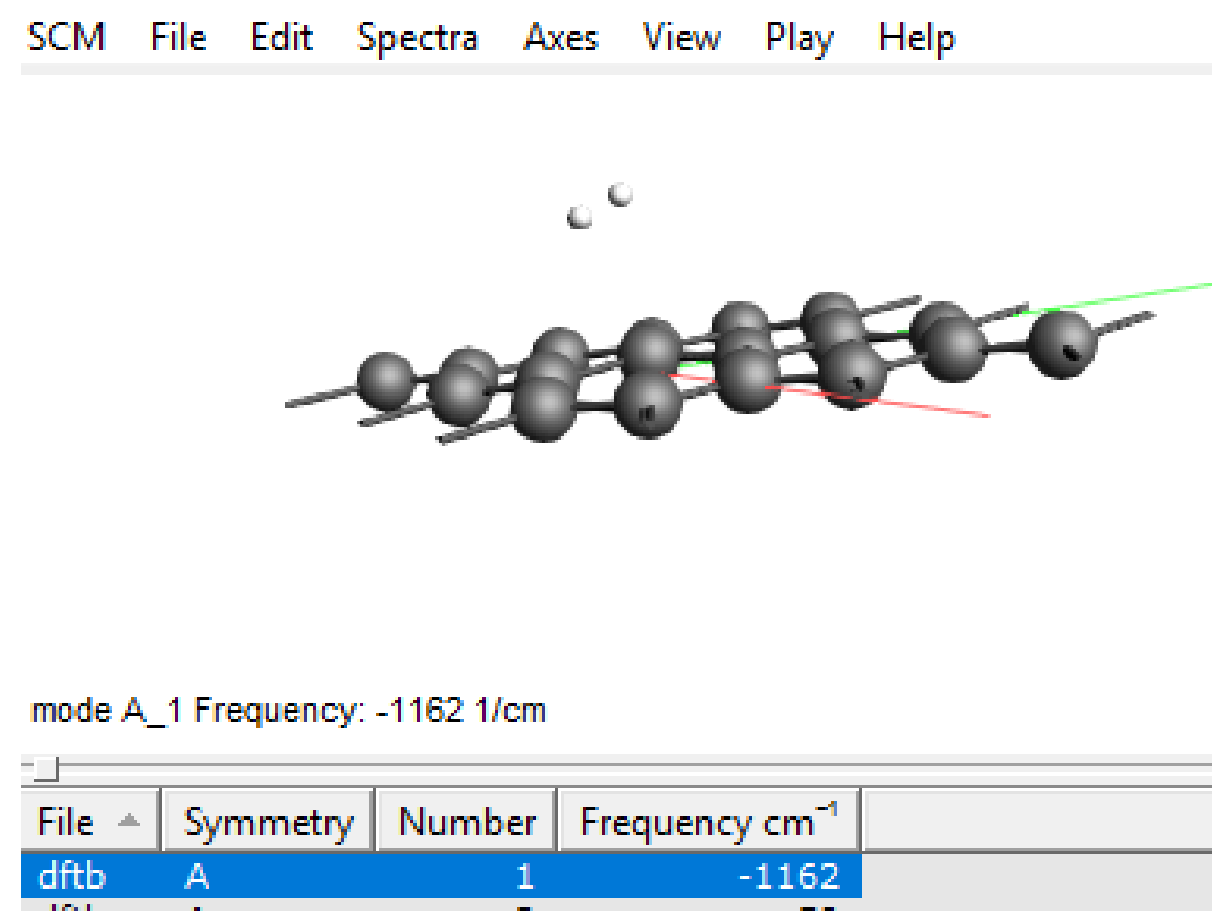 SCM File Edit Spectra Axes View Play Help
mode A_1 Frequency: -1162 1/cm
File Symmetry Number Frequency cm⁻¹
dftb A 1 -1162